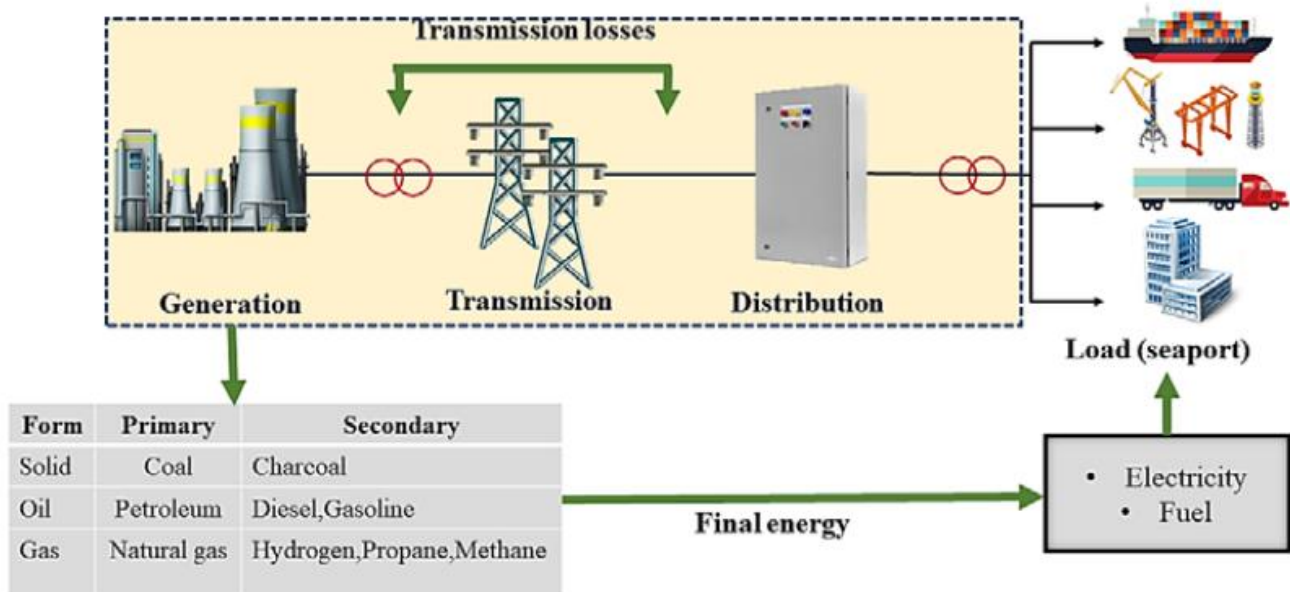 Transmission losses
Generation
Transmission
Distribution
Load (seaport)
Form Primary Secondary
Solid Coal Charcoal
Oil Petroleum Diesel,Gasoline
Gas Natural gas Hydrogen,Propane,Methane
Final energy
• Electricity
• Fuel